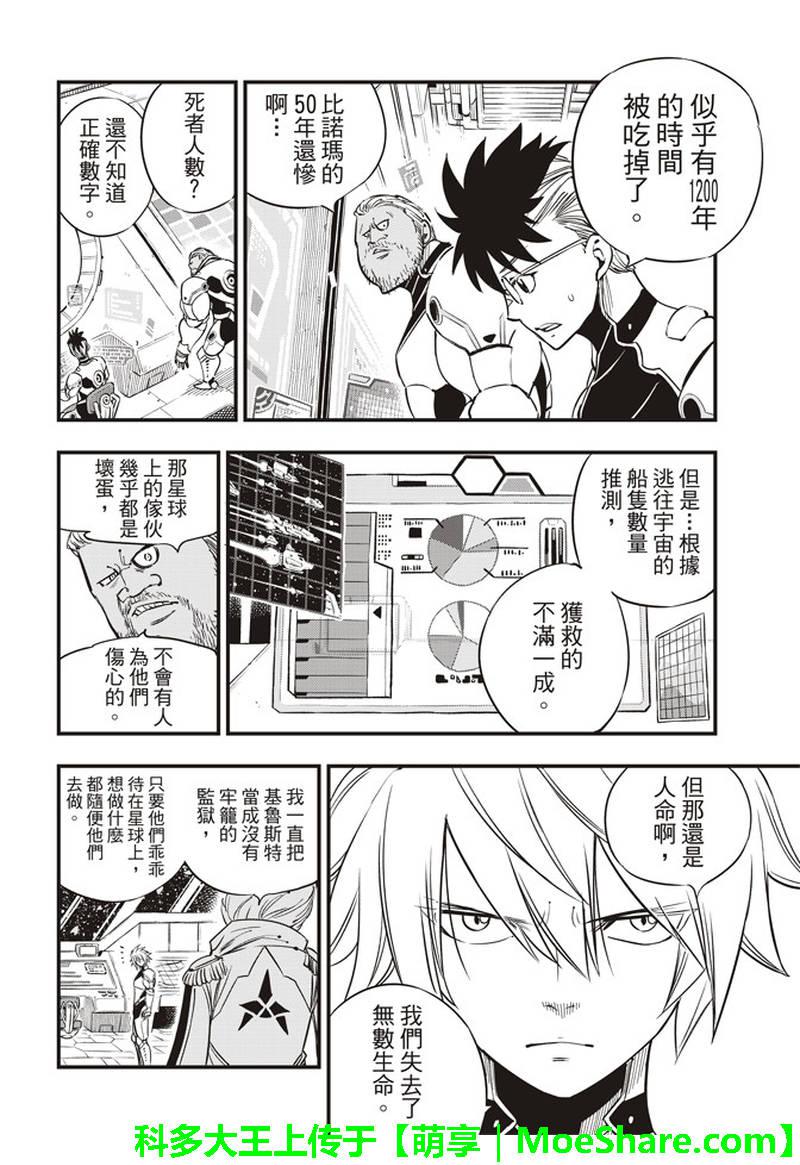 似乎有
1200年
的時間
被吃掉了。
比諾瑪的
50年還慘
啊…
死者人數？
還不知道
正確數字。
但是…根據
逃往宇宙的
船隻數量
推測，
獲救的
不滿一成。
那星球
上的傢伙
幾乎都是
壞蛋，
不會有人
為他們
傷心的。
但那還是
人命啊，
我們失去了
無數生命。
我一直把
基魯斯特
當成沒有
牢籠的
監獄，
只要他們乖乖
待在星球上，
想做什麼
都隨便他們
去做。
科多大王上传于【萌享｜MoeShare.com】